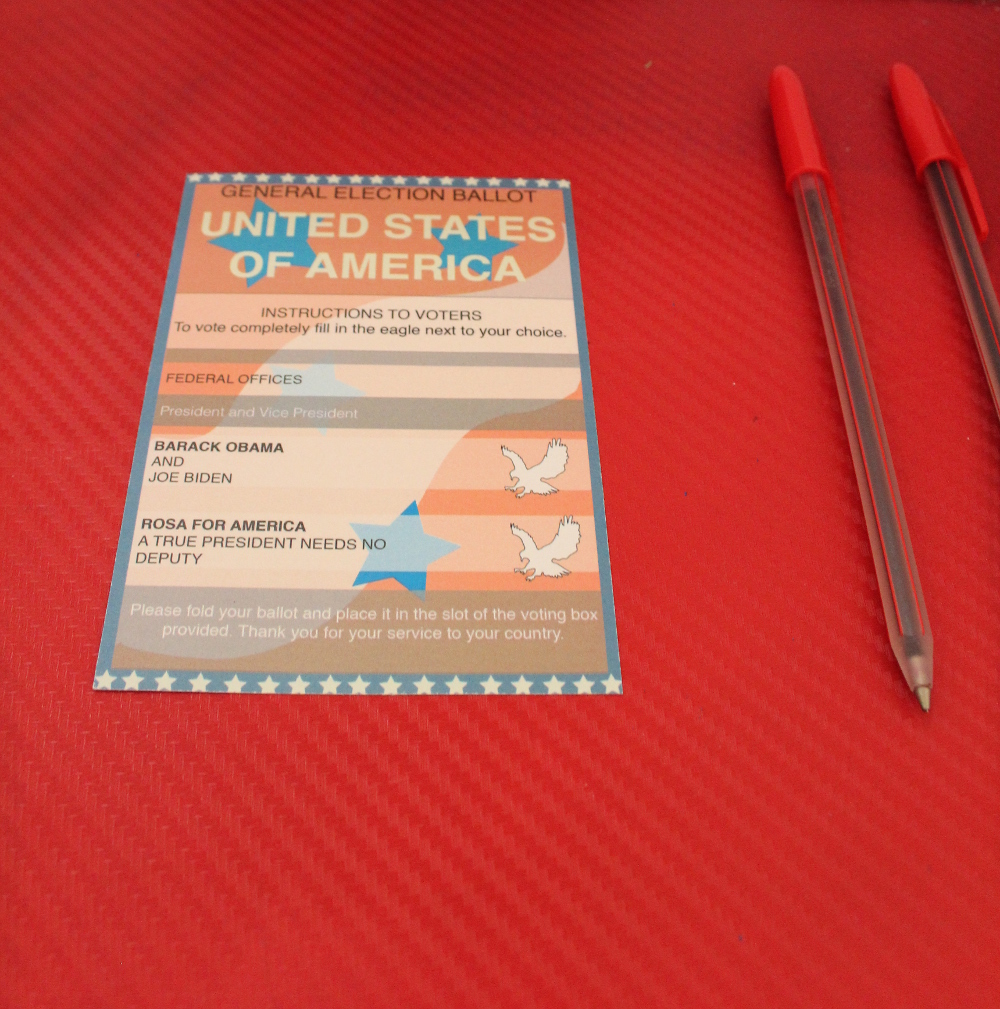 GENERAL ELECTION BALLOT
UNITED STATES
OF AMERICA
INSTRUCTIONS TO VOTERS
To vote completely fill in the eagle next to your choice.
FEDERAL OFFICES
President and Vice President
BARACK OBAMA
AND
JOE BIDEN
ROSA FOR AMERICA
A TRUE PRESIDENT NEEDS NO
DEPUTY
Please fold your ballot and place it in the slot of the voting box
provided. Thank you for your service to your country.